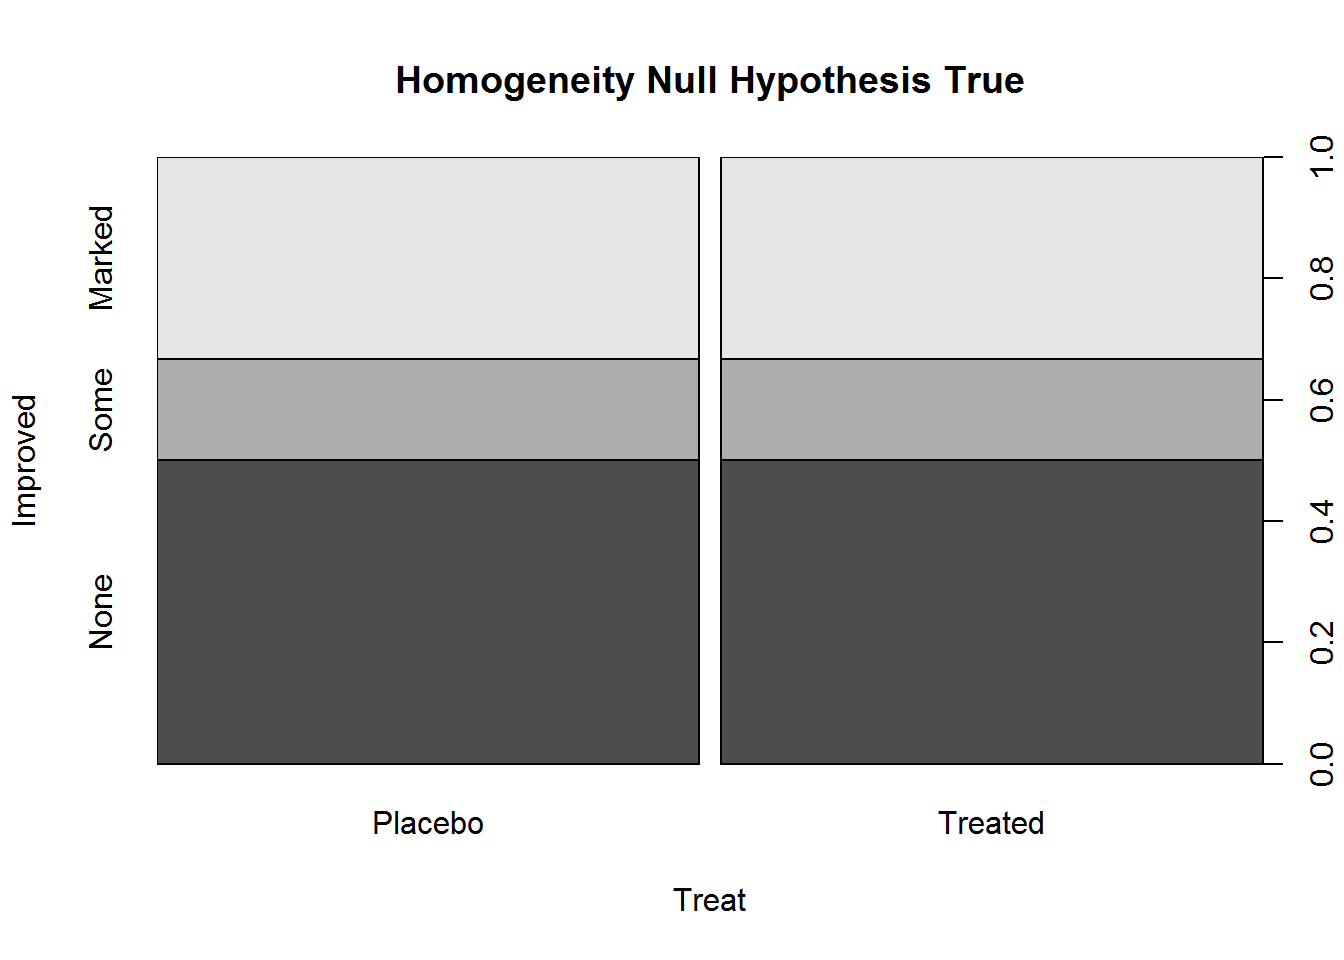 Homogeneity Null Hypothesis True
Improved
Marked
Some
None
1.0
0.8
0.6
0.4
0.2
0.0
Placebo Treated
Treat